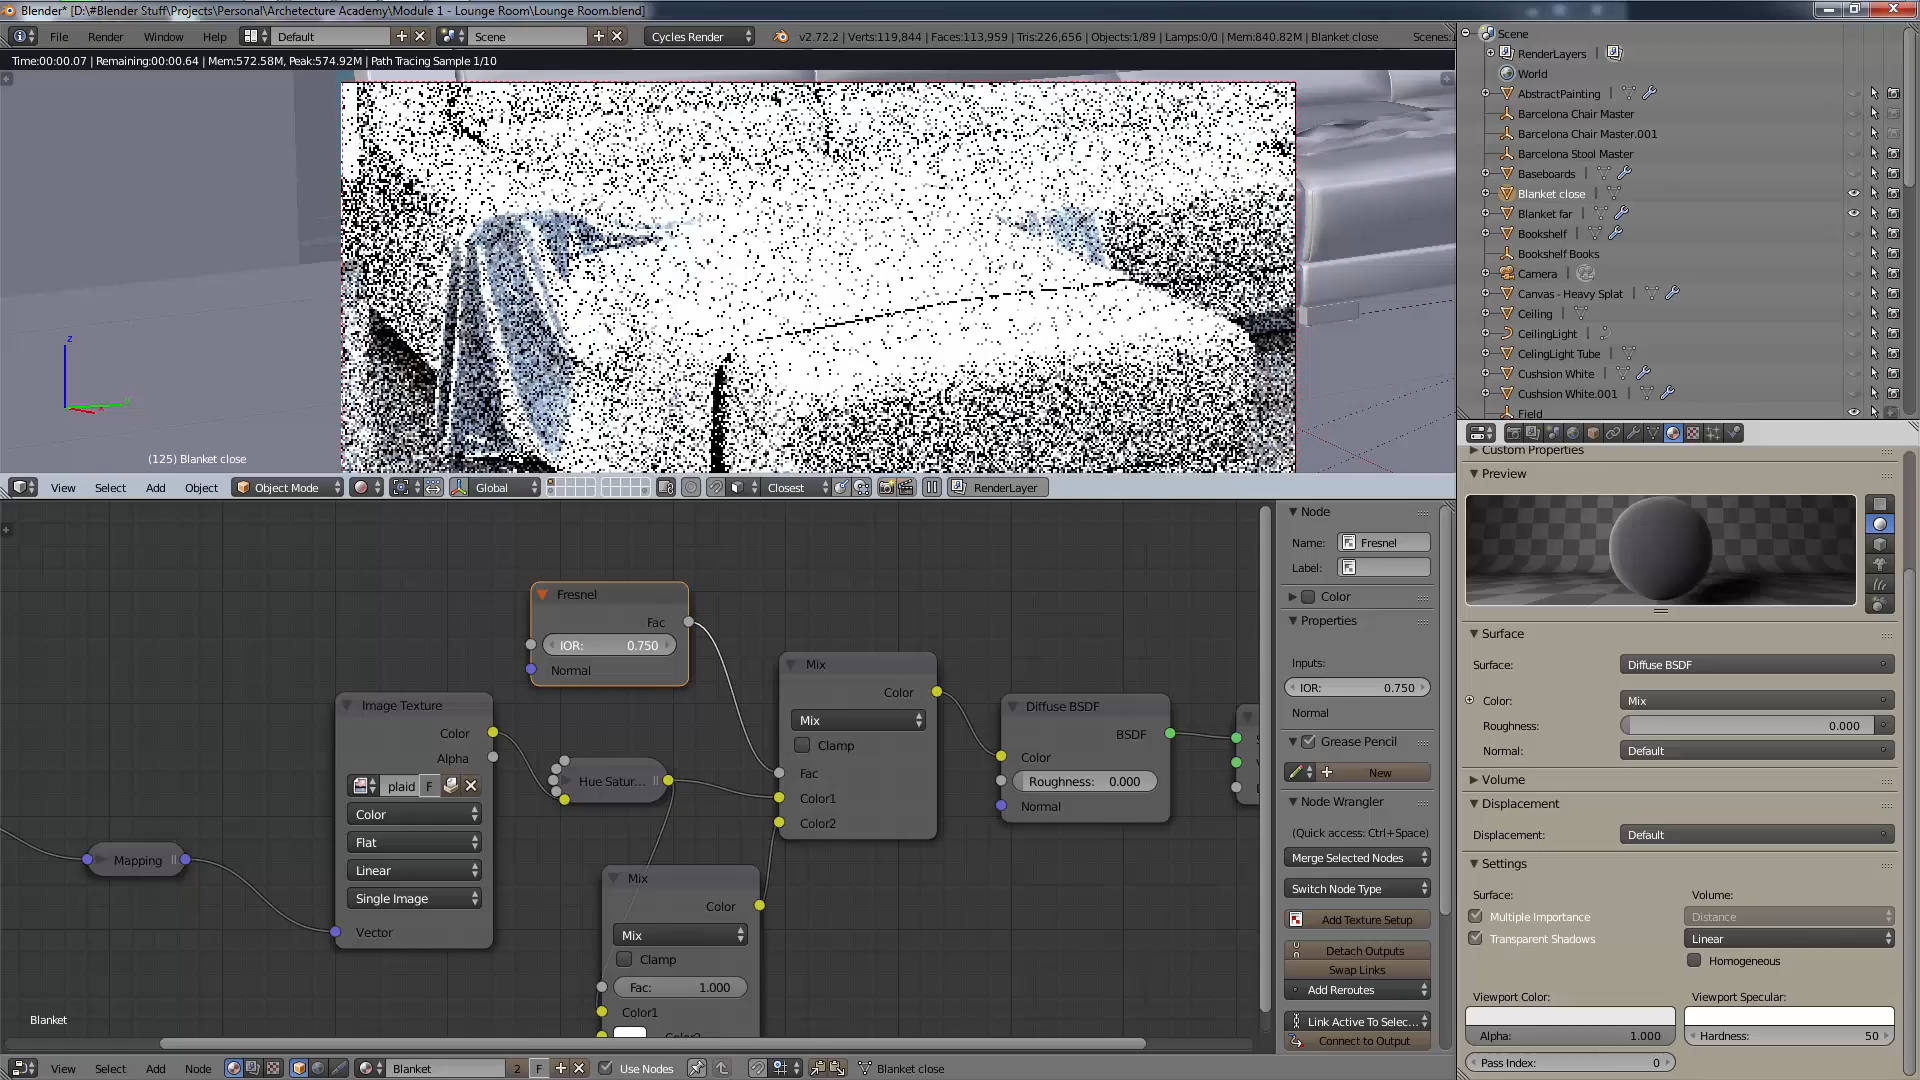 Blender* [D:\#Blender Stuff\Projects\Personal\Archetecture Academy\Module 1 - Lounge Room\Lounge Room.blend]
File Render Window Help Default Scene Cycles Render v2.72.2 | Verts:119,844 | Faces:113,959 | Tris:226,656 | Objects:1/89 | Lamps:0/0 | Mem:840.82M | Blanket close Scenes:
Time:00:00.07 | Remaining:00:00.64 | Mem:572.58M, Peak:574.92M | Path Tracing Sample 1/10
z
(125) Blanket close
View Select Add Object Object Mode Global Closest RenderLayer
Scene
RenderLayers
World
AbstractPainting
Barcelona Chair Master
Barcelona Chair Master.001
Barcelona Stool Master
Baseboards
Blanket close
Blanket far
Bookshelf
Bookshelf Books
Camera
Canvas - Heavy Splat
Ceiling
CeilingLight
CelingLight Tube
Cushion White
Cushion White.001
Field
Fresnel
Fac
IOR: 0.750
Normal
Image Texture
Color
Alpha
plaid F
Color
Flat
Linear
Single Image
Vector
Mapping
Hue Satur...
Mix
Color
Mix
Clamp
Fac
Color1
Color2
Mix
Color
Mix
Clamp
Fac: 1.000
Color1
Color2
Diffuse BSDF
BSDF
Color
Roughness: 0.000
Normal
Blanket
View Select Add Node Blanket 2 F Use Nodes Blanket close
Node
Name: Fresnel
Label:
Color
Properties
Inputs:
IOR: 0.750
Normal
Grease Pencil
New
Node Wrangler
(Quick access: Ctrl+Space)
Merge Selected Nodes
Switch Node Type
Add Texture Setup
Detach Outputs
Swap Links
Add Reroutes
Link Active To Selec...
Connect to Output
Custom Properties
Preview
Surface
Surface: Diffuse BSDF
Color: Mix
Roughness: 0.000
Normal: Default
Volume
Displacement
Displacement: Default
Settings
Surface: Volume:
Multiple Importance Distance
Transparent Shadows Linear
Homogeneous
Viewport Color: Viewport Specular:
Alpha: 1.000 Hardness: 50
Pass Index: 0